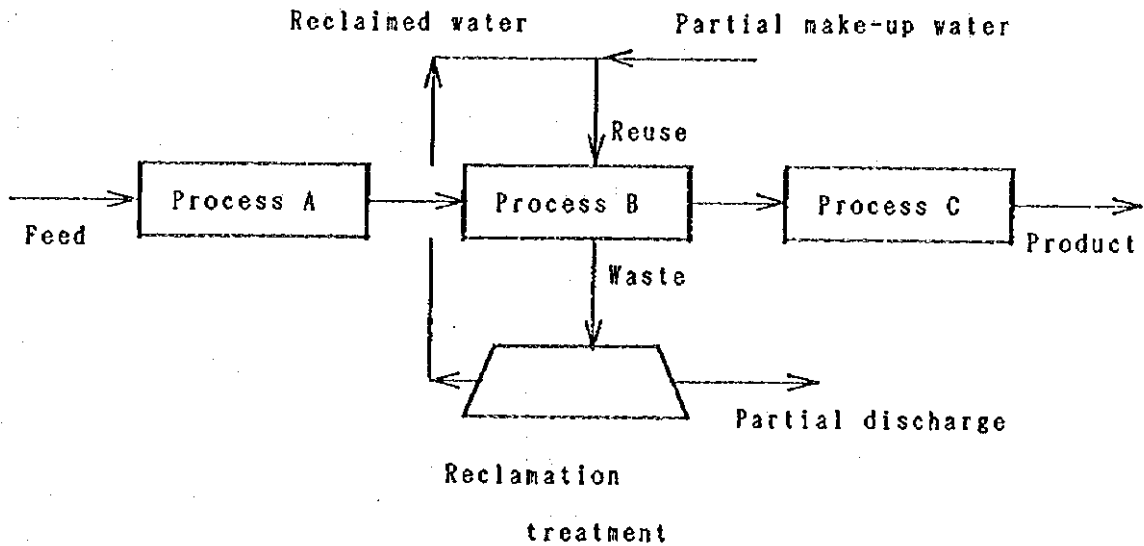 Reclaimed water
Partial make-up water
Reuse
Process A
Process B
Process C
Feed
Product
Waste
Partial discharge
Reclamation
treatment